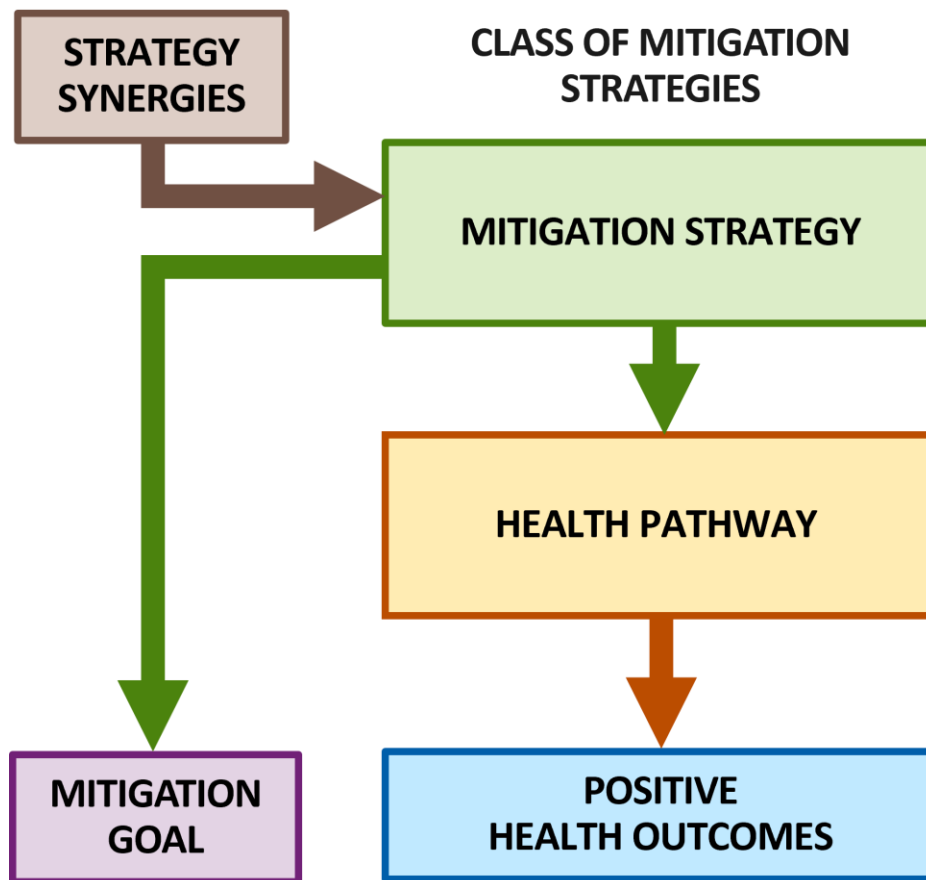 STRATEGY
SYNERGIES
CLASS OF MITIGATION
STRATEGIES
MITIGATION STRATEGY
HEALTH PATHWAY
MITIGATION
GOAL
POSITIVE
HEALTH OUTCOMES